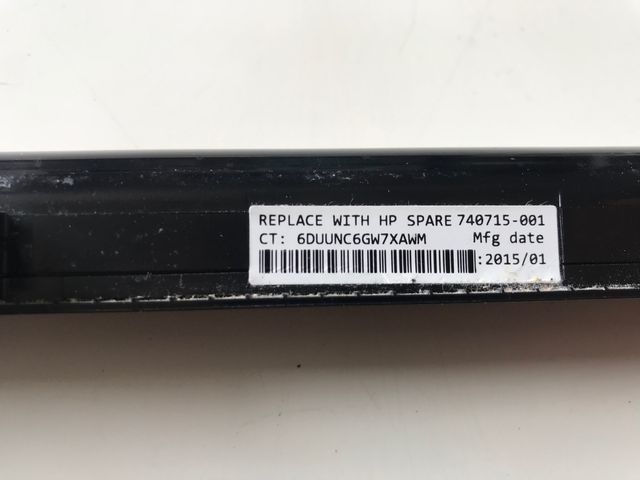 REPLACE WITH HP SPARE 740715-001
CT: 6DUUNC6GW7XAWM Mfg date
:2015/01